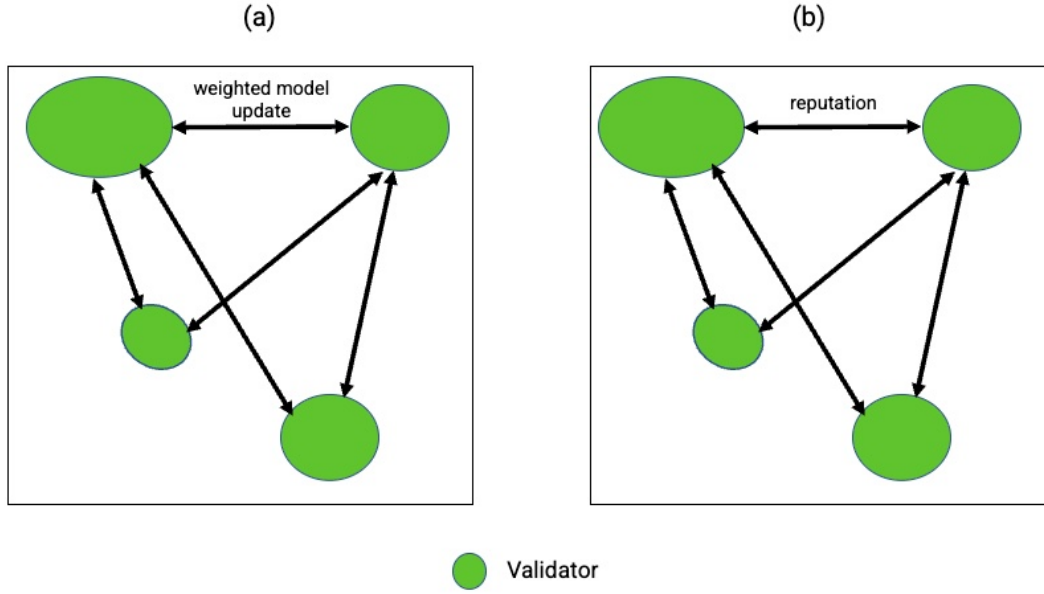 (a)
(b)
weighted model
update
reputation
Validator